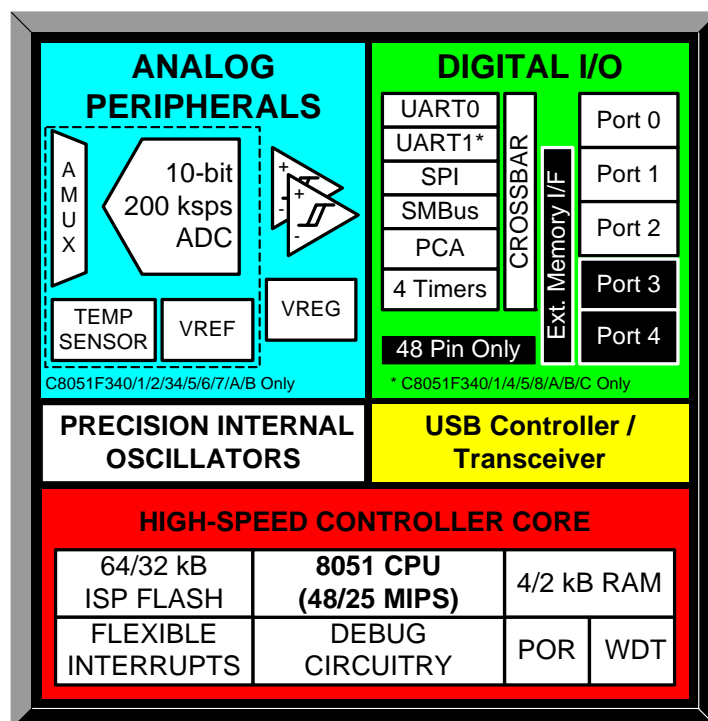 ANALOG
PERIPHERALS
A
M
U
X
10-bit
200 ksps
ADC
+
-
+
-
TEMP
SENSOR
VREF
VREG
C8051F340/1/2/34/5/6/7/A/B Only
DIGITAL I/O
UART0
UART1*
SPI
SMBus
PCA
4 Timers
CROSSBAR
Ext. Memory I/F
Port 0
Port 1
Port 2
Port 3
Port 4
48 Pin Only
* C8051F340/1/4/5/8/A/B/C Only
PRECISION INTERNAL
OSCILLATORS
USB Controller /
Transceiver
HIGH-SPEED CONTROLLER CORE
64/32 kB
ISP FLASH
8051 CPU
(48/25 MIPS)
4/2 kB RAM
FLEXIBLE
INTERRUPTS
DEBUG
CIRCUITRY
POR
WDT